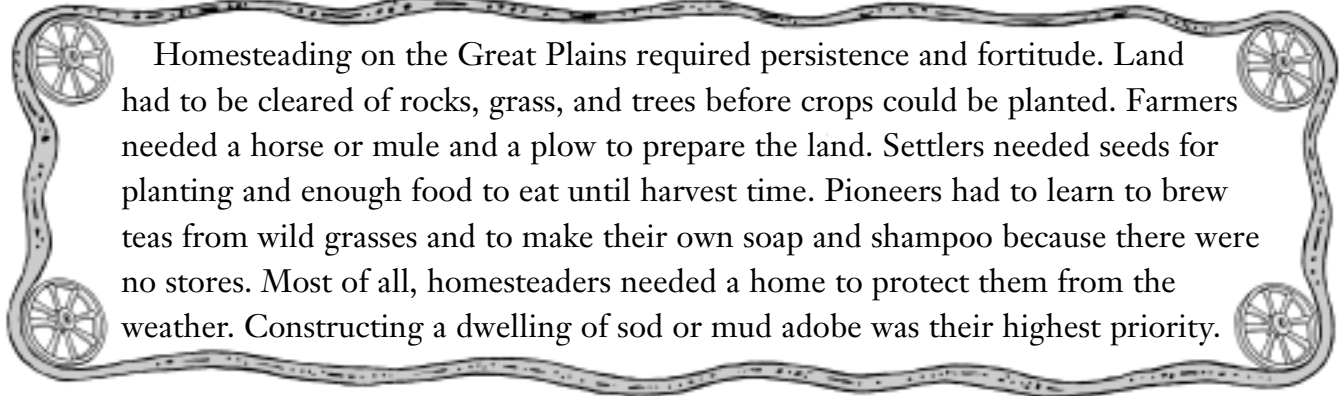 Homesteading on the Great Plains required persistence and fortitude. Land
had to be cleared of rocks, grass, and trees before crops could be planted. Farmers
needed a horse or mule and a plow to prepare the land. Settlers needed seeds for
planting and enough food to eat until harvest time. Pioneers had to learn to brew
teas from wild grasses and to make their own soap and shampoo because there were
no stores. Most of all, homesteaders needed a home to protect them from the
weather. Constructing a dwelling of sod or mud adobe was their highest priority.